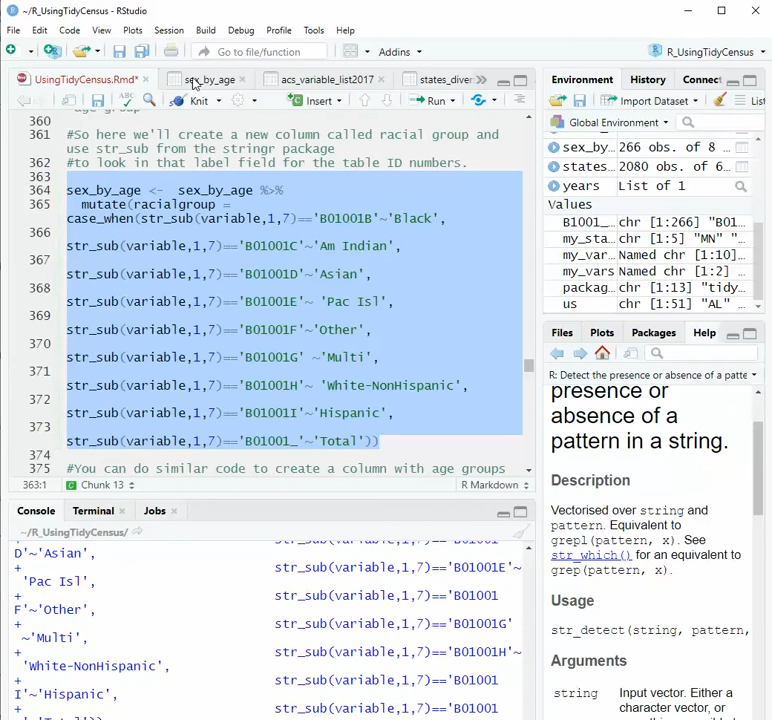 R_UsingTidyCensus - RStudio
File Edit Code View Plots Session Build Debug Profile Tools Help
Go to file/function Addins R_UsingTidyCensus
UsingTidyCensus.Rmd* × sex_by_age × acs_variable_list2017 × states_diver
ABC Knit Insert Run
360
361 #So here we'll create a new column called racial group and
use str_sub from the stringr package
362 #to look in that label field for the table ID numbers.
363
364 sex_by_age <- sex_by_age %>%
365 mutate(racialgroup =
case_when(str_sub(variable,1,7)=='B01001B'~'Black',
366
str_sub(variable,1,7)=='B01001C'~'Am Indian',
367
str_sub(variable,1,7)=='B01001D'~'Asian',
368
str_sub(variable,1,7)=='B01001E'~ 'Pac Isl',
369
str_sub(variable,1,7)=='B01001F'~'Other',
370
str_sub(variable,1,7)=='B01001G' ~'Multi',
371
str_sub(variable,1,7)=='B01001H'~ 'White-NonHispanic',
372
str_sub(variable,1,7)=='B01001I'~'Hispanic',
373
str_sub(variable,1,7)=='B01001_'~'Total'))
374
375 #You can do similar code to create a column with age groups
363:1 Chunk 13 R Markdown
Console Terminal × Jobs ×
~/R_UsingTidyCensus/
+ str_sub(variable,1,7)=='B01001
D'~'Asian',
+ str_sub(variable,1,7)=='B01001E'~
'Pac Isl',
+ str_sub(variable,1,7)=='B01001
F'~'Other',
+ str_sub(variable,1,7)=='B01001G'
~'Multi',
+ str_sub(variable,1,7)=='B01001H'~
'White-NonHispanic',
+ str_sub(variable,1,7)=='B01001
I'~'Hispanic',
+ str_sub(variable,1,7)=='B01001
Environment History Connect
Import Dataset List
Global Environment
sex_by… 266 obs. of 8
states… 2080 obs. of 6…
years List of 1
Values
B1001_… chr [1:266] "B01…
my_sta… chr [1:5] "MN" "…
my_var… Named chr [1:10]…
my_vars Named chr [1:2] …
packag… chr [1:13] "tidy…
us chr [1:51] "AL" "…
Files Plots Packages Help
R: Detect the presence or absence of a patte
presence or
absence of a
pattern in a string.
Description
Vectorised over string and
pattern. Equivalent to
grepl(pattern, x). See
str_which() for an equivalent to
grep(pattern, x).
Usage
str_detect(string, pattern,
Arguments
string Input vector. Either a
character vector, or